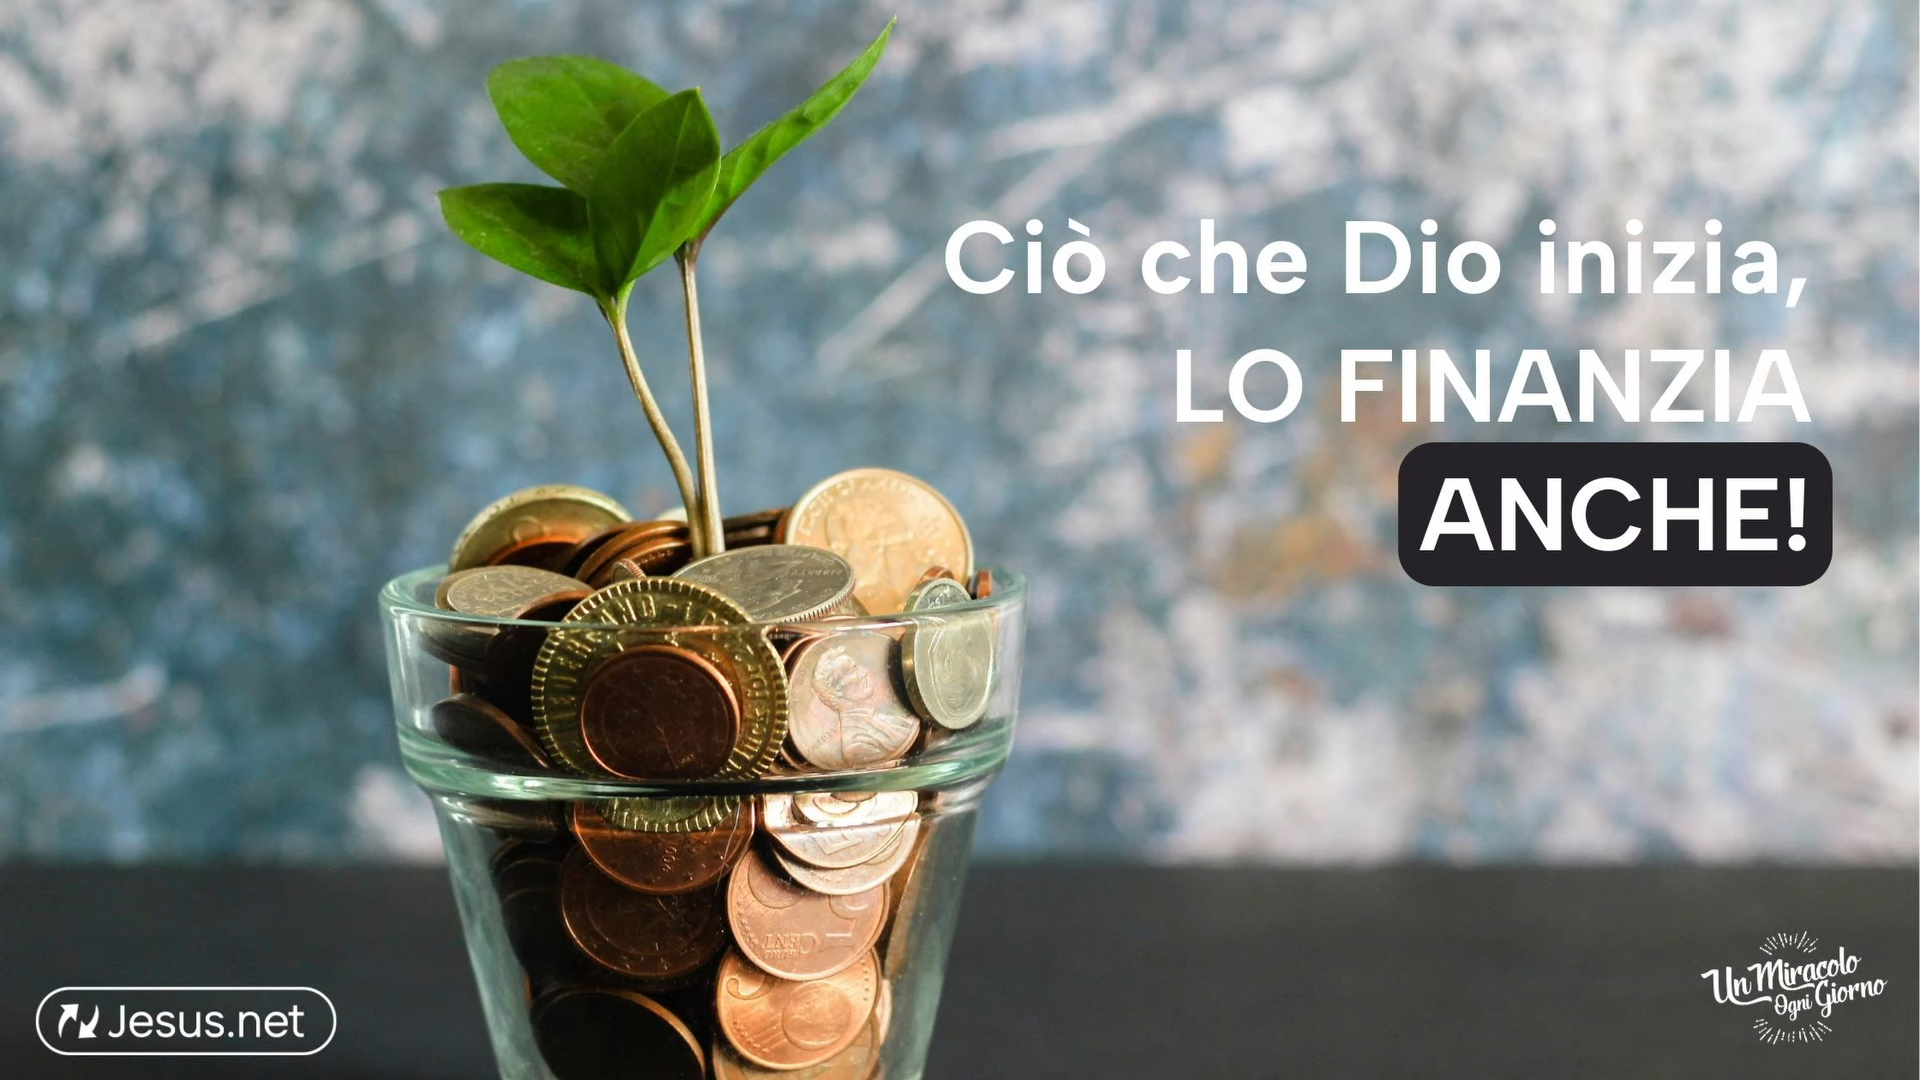 Ciò che Dio inizia,
LO FINANZIA
ANCHE!
Jesus.net
Un Miracolo
Ogni Giorno